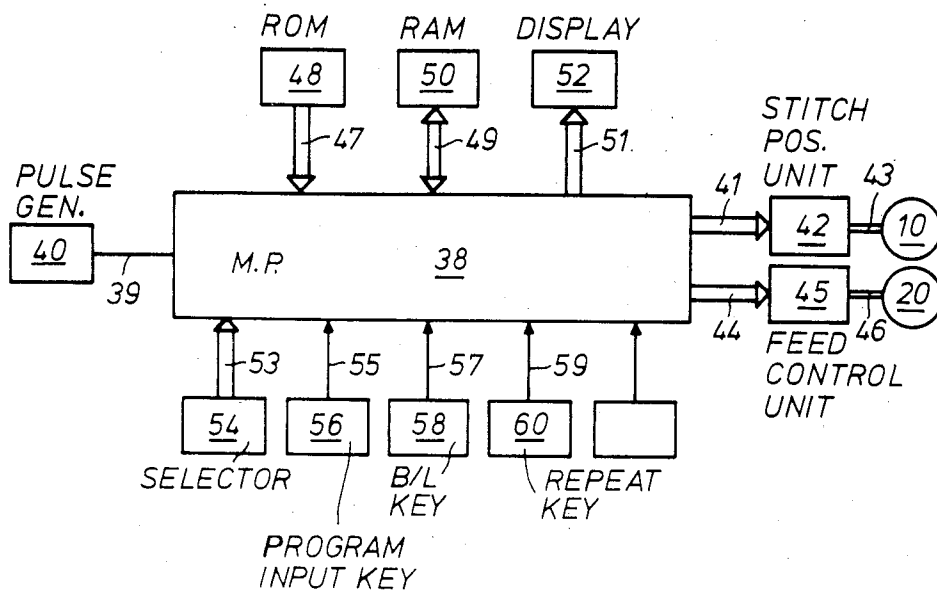 ROM
RAM
DISPLAY
48
50
52
47
49
51
STITCH
POS.
UNIT
PULSE
GEN.
40
39
M.P.
38
41
42
43
10
44
45
46
20
FEED
CONTROL
UNIT
53
55
57
59
54
56
58
60
SELECTOR
B/L
KEY
REPEAT
KEY
PROGRAM
INPUT KEY